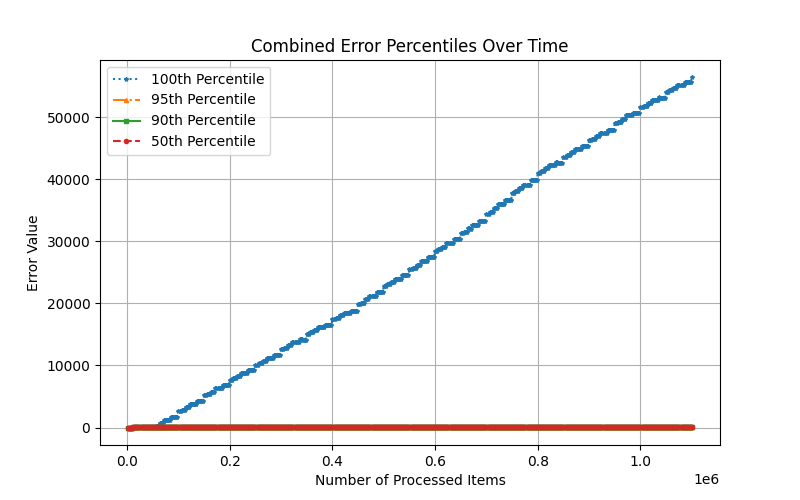 Combined Error Percentiles Over Time
100th Percentile
95th Percentile
90th Percentile
50th Percentile
Error Value
50000
40000
30000
20000
10000
0
0.0 0.2 0.4 0.6 0.8 1.0
1e6
Number of Processed Items